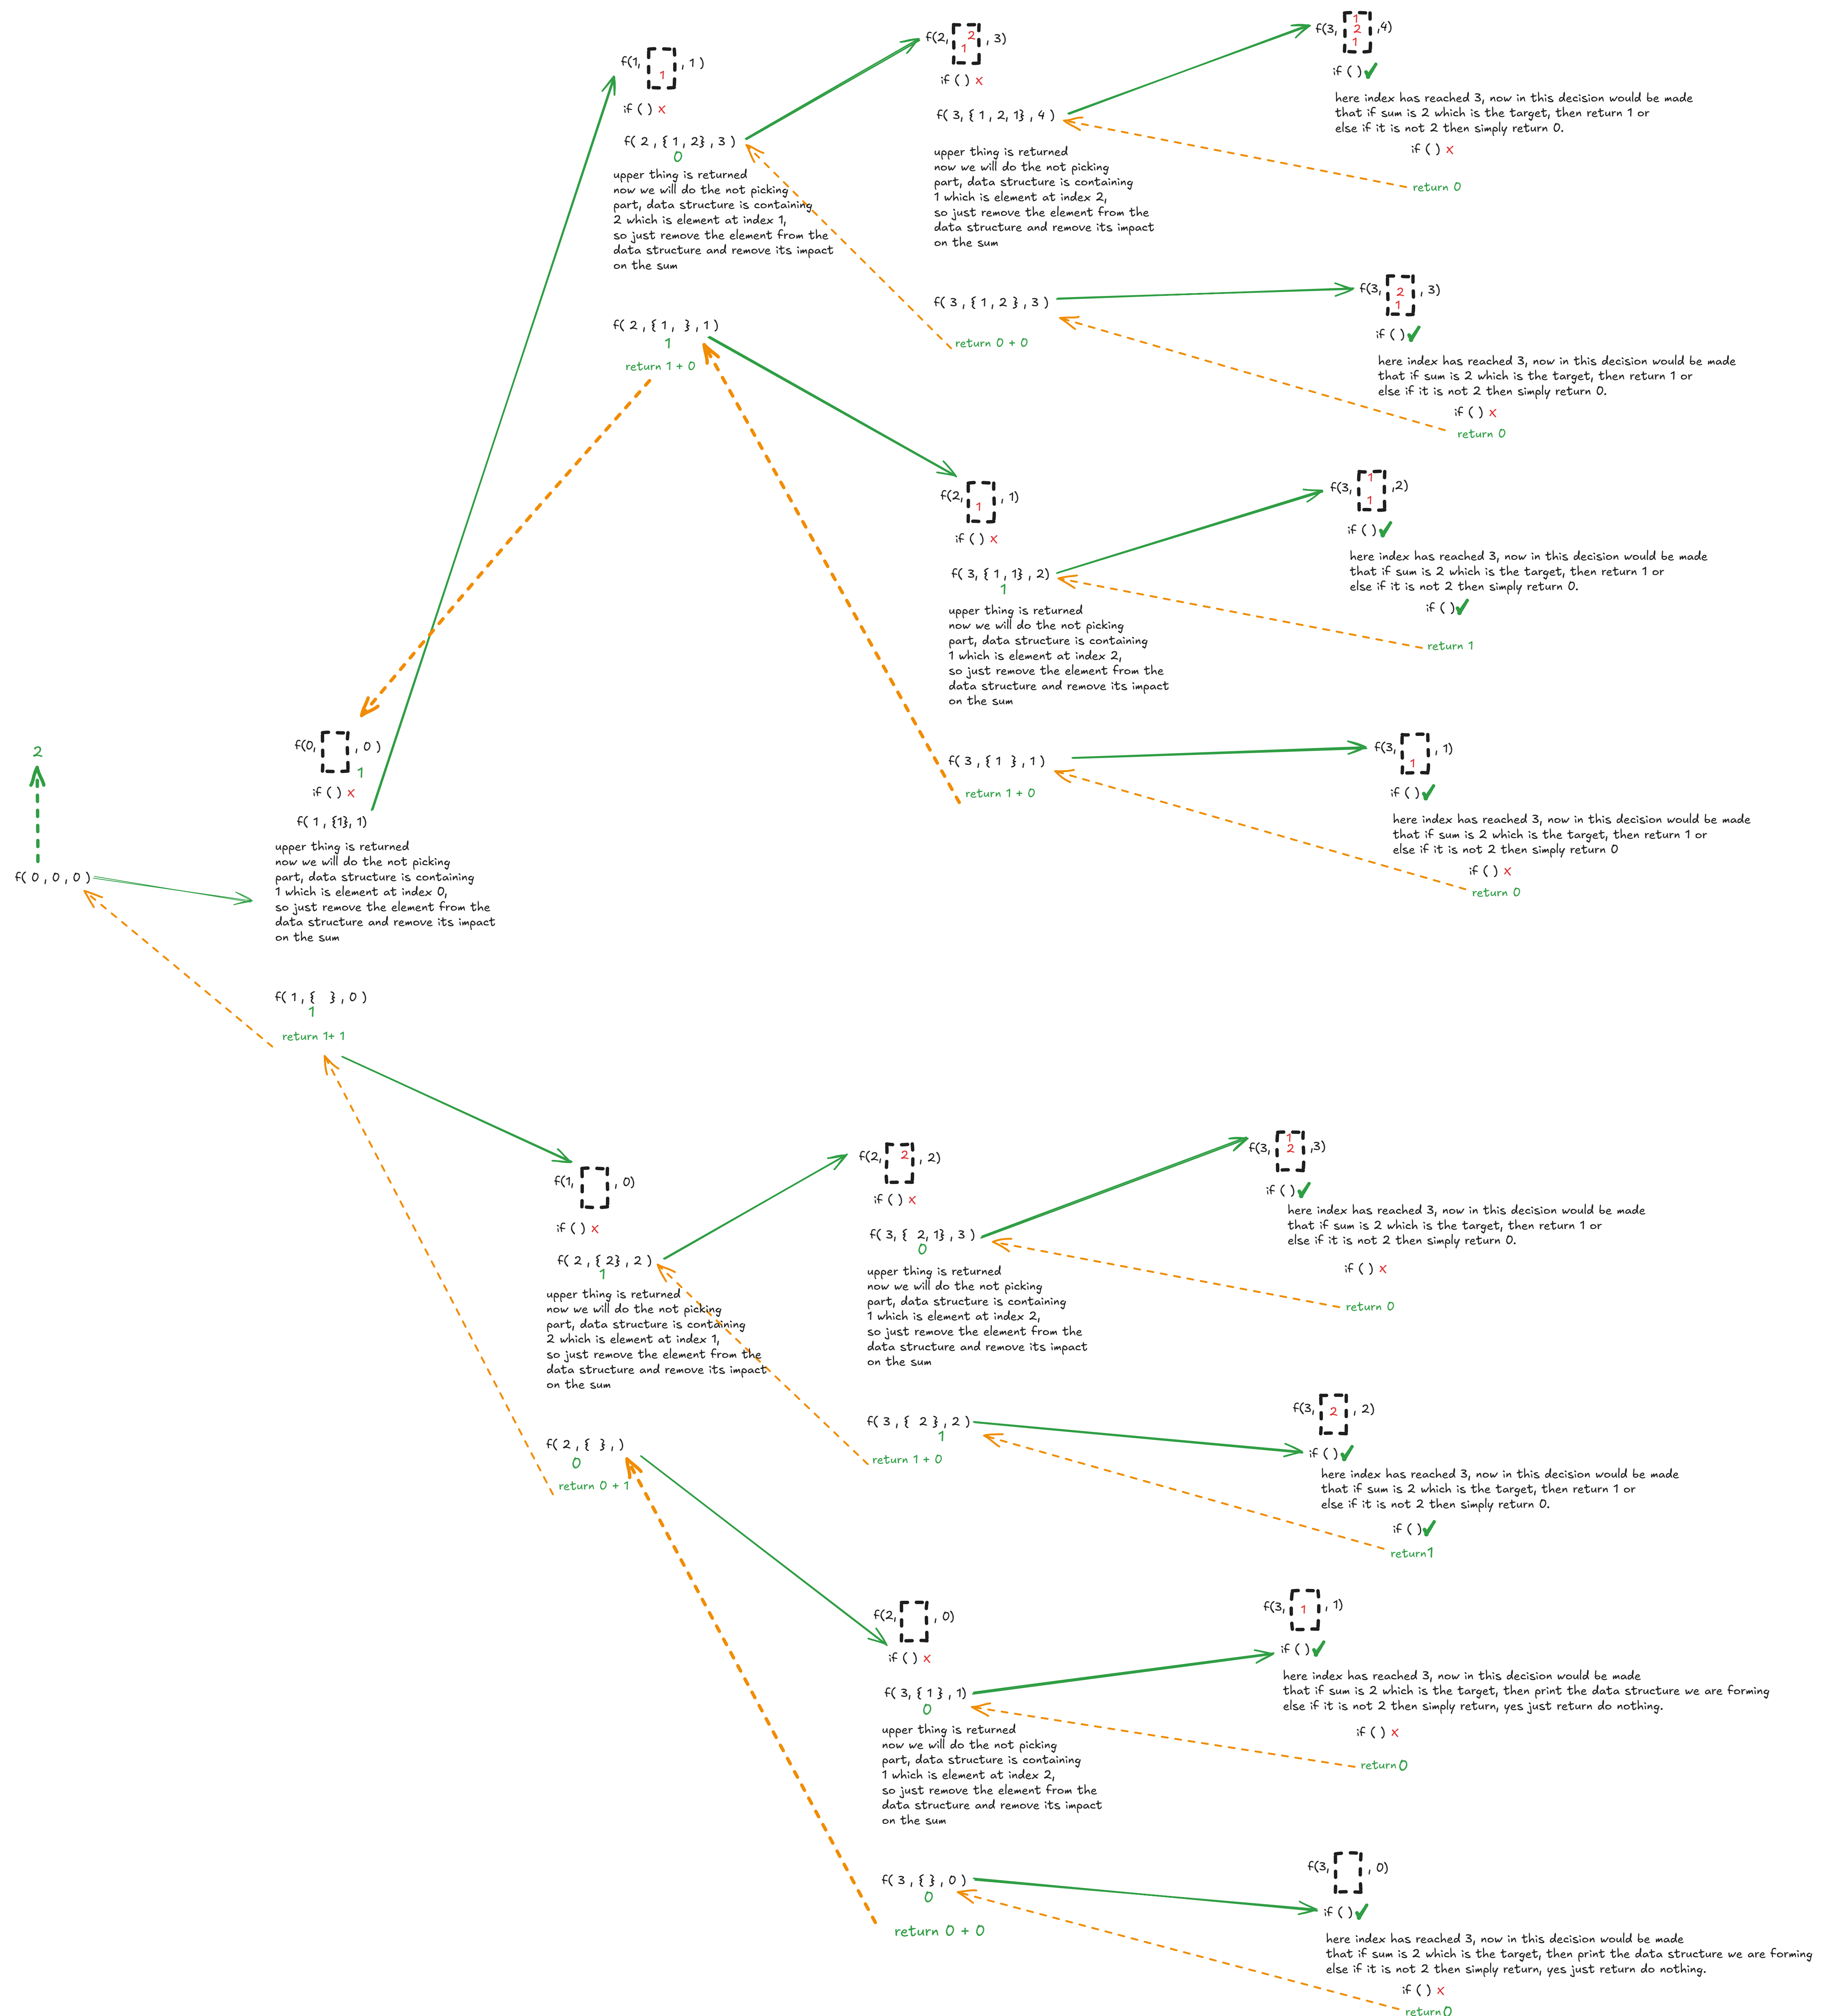 2
f( 0 , 0 , 0 )
f(0, , 0 )
1
if ( ) x
f( 1 , {1}, 1)
upper thing is returned
now we will do the not picking
part, data structure is containing
1 which is element at index 0,
so just remove the element from the
data structure and remove its impact
on the sum
f( 1 , { } , 0 )
1
return 1+ 1
f(1, 1 , 1 )
if ( ) x
f( 2 , { 1 , 2} , 3 )
0
upper thing is returned
now we will do the not picking
part, data structure is containing
2 which is element at index 1,
so just remove the element from the
data structure and remove its impact
on the sum
f( 2 , { 1 , } , 1 )
1
return 1 + 0
f(2, 2 , 3)
1
if ( ) x
f( 3, { 1 , 2, 1} , 4 )
upper thing is returned
now we will do the not picking
part, data structure is containing
1 which is element at index 2,
so just remove the element from the
data structure and remove its impact
on the sum
f( 3 , { 1 , 2 } , 3 )
return 0 + 0
1
f(3, 2 ,4)
1
if ( ) ✓
here index has reached 3, now in this decision would be made
that if sum is 2 which is the target, then return 1 or
else if it is not 2 then simply return 0.
if ( ) x
return 0
f(3, 2 , 3)
1
if ( ) ✓
here index has reached 3, now in this decision would be made
that if sum is 2 which is the target, then return 1 or
else if it is not 2 then simply return 0.
if ( ) x
return 0
f(2, 1 , 1)
if ( ) x
f( 3, { 1 , 1} , 2)
1
upper thing is returned
now we will do the not picking
part, data structure is containing
1 which is element at index 2,
so just remove the element from the
data structure and remove its impact
on the sum
f( 3 , { 1 } , 1 )
return 1 + 0
1
f(3, ,2)
1
if ( ) ✓
here index has reached 3, now in this decision would be made
that if sum is 2 which is the target, then return 1 or
else if it is not 2 then simply return 0.
if ( ) ✓
return 1
f(3, 1 , 1)
if ( ) ✓
here index has reached 3, now in this decision would be made
that if sum is 2 which is the target, then return 1 or
else if it is not 2 then simply return 0
if ( ) x
return 0
f(1, , 0)
if ( ) x
f( 2 , { 2} , 2 )
1
upper thing is returned
now we will do the not picking
part, data structure is containing
2 which is element at index 1,
so just remove the element from the
data structure and remove its impact
on the sum
f( 2 , { } , )
0
return 0 + 1
f(2, 2 , 2)
if ( ) x
f( 3, { 2, 1} , 3 )
0
upper thing is returned
now we will do the not picking
part, data structure is containing
1 which is element at index 2,
so just remove the element from the
data structure and remove its impact
on the sum
f( 3 , { 2 } , 2 )
1
return 1 + 0
1
f(3, 2 ,3)
if ( ) ✓
here index has reached 3, now in this decision would be made
that if sum is 2 which is the target, then return 1 or
else if it is not 2 then simply return 0.
if ( ) x
return 0
f(3, 2 , 2)
if ( ) ✓
here index has reached 3, now in this decision would be made
that if sum is 2 which is the target, then return 1 or
else if it is not 2 then simply return 0.
if ( ) ✓
return1
f(2, , 0)
if ( ) x
f( 3, { 1 } , 1)
0
upper thing is returned
now we will do the not picking
part, data structure is containing
1 which is element at index 2,
so just remove the element from the
data structure and remove its impact
on the sum
f( 3 , { } , 0 )
0
return 0 + 0
f(3, 1 , 1)
if ( ) ✓
here index has reached 3, now in this decision would be made
that if sum is 2 which is the target, then print the data structure we are forming
else if it is not 2 then simply return, yes just return do nothing.
if ( ) x
return 0
f(3, , 0)
if ( ) ✓
here index has reached 3, now in this decision would be made
that if sum is 2 which is the target, then print the data structure we are forming
else if it is not 2 then simply return, yes just return do nothing.
if ( ) x
return 0